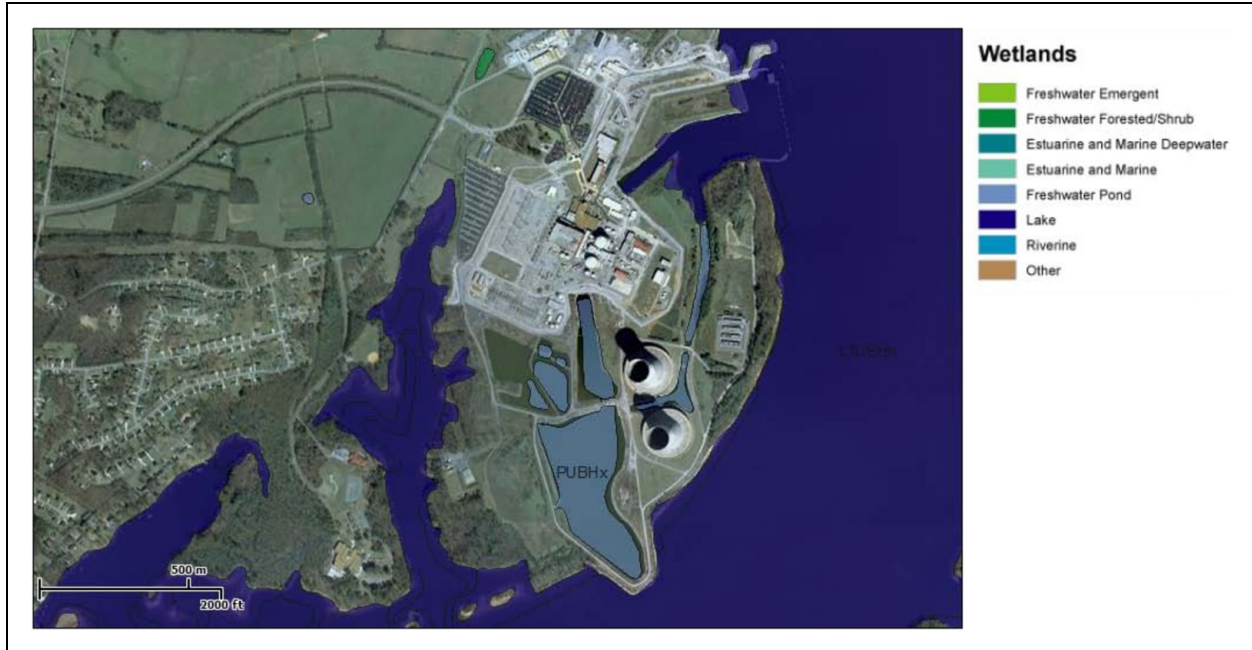 Wetlands
Freshwater Emergent
Freshwater Forested/Shrub
Estuarine and Marine Deepwater
Estuarine and Marine
Freshwater Pond
Lake
Riverine
Other
PUBHx
500 m
2000 ft